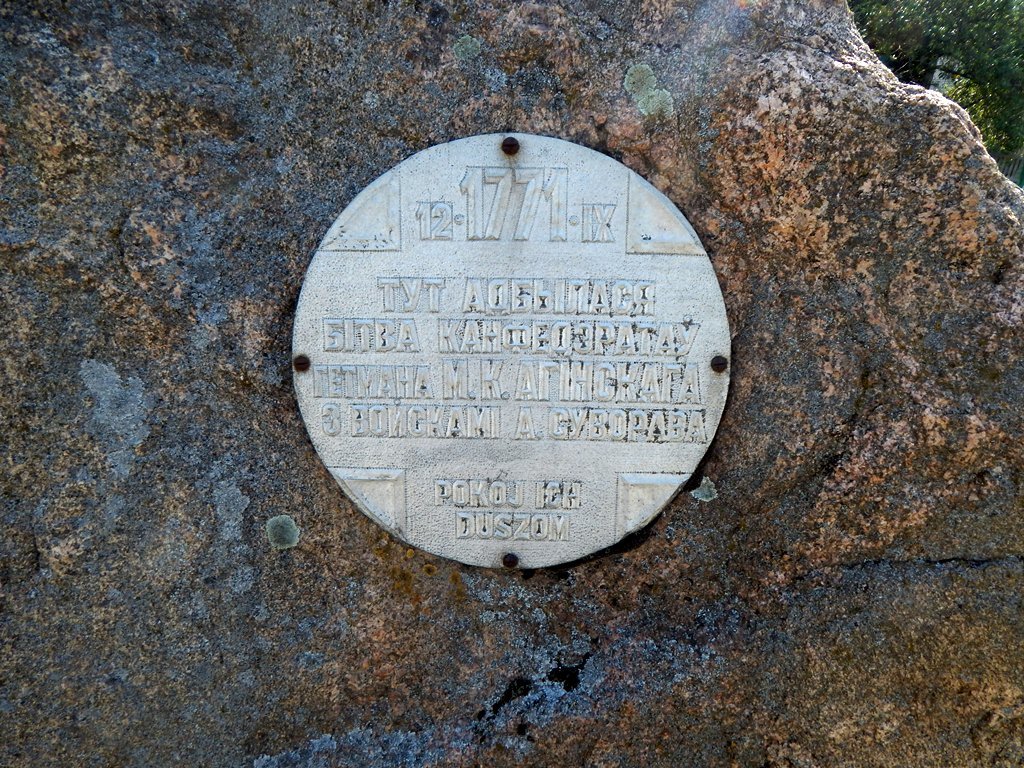 12·1771·IX
ТУТ АДБЫЛАСЯ
БІТВА КАНФЕДЭРАТАЎ
ГЕТМАНА М.К.АГІНСКАГА
З ВОЙСКАМІ А.СУВОРАВА
POKÓJ ICH
DUSZOM